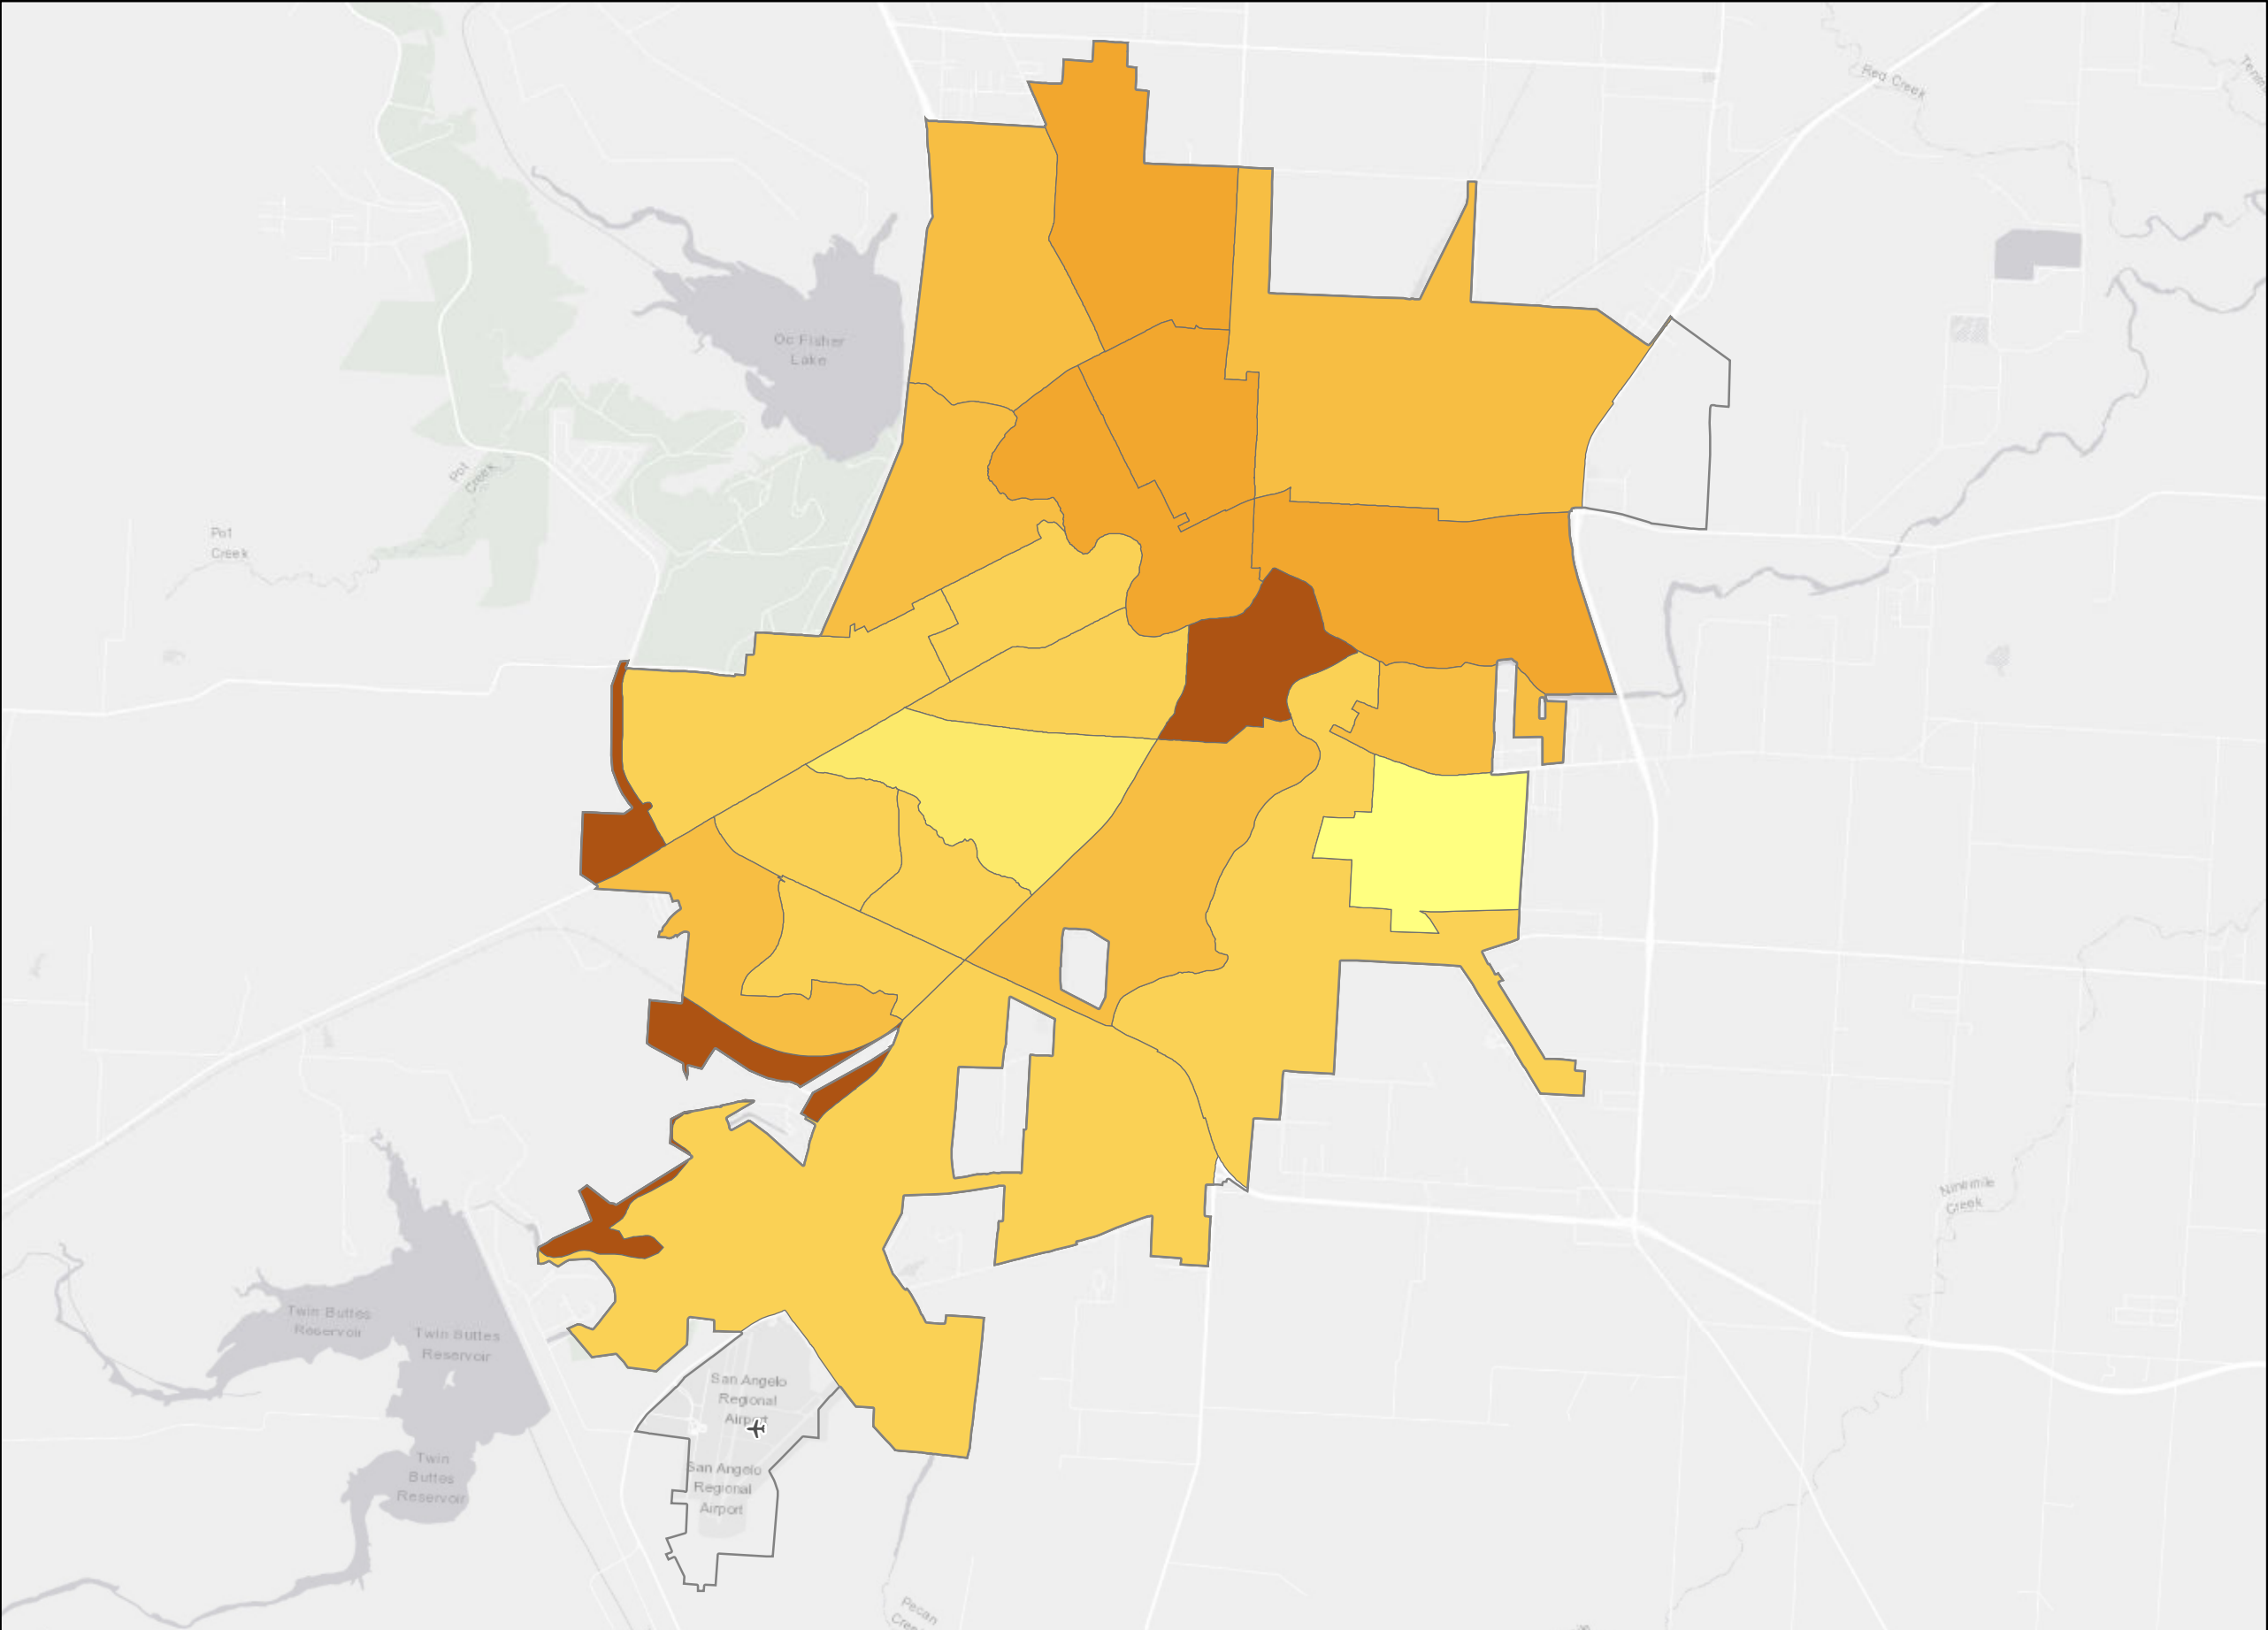 Red Creek
Oc Fisher
Lake
Pot
Creek
Pot
Creek
Ninemile
Creek
Twin Buttes
Reservoir
Twin Buttes
Reservoir
San Angelo
Regional
Airport
Twin
Buttes
Reservoir
San Angelo
Regional
Airport
Pecan